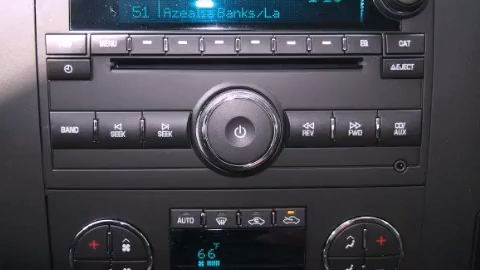 51 Azealia Banks/La
MENU CAT
EJECT
BAND SEEK SEEK REV FWD CD/AUX
AUTO
66°F